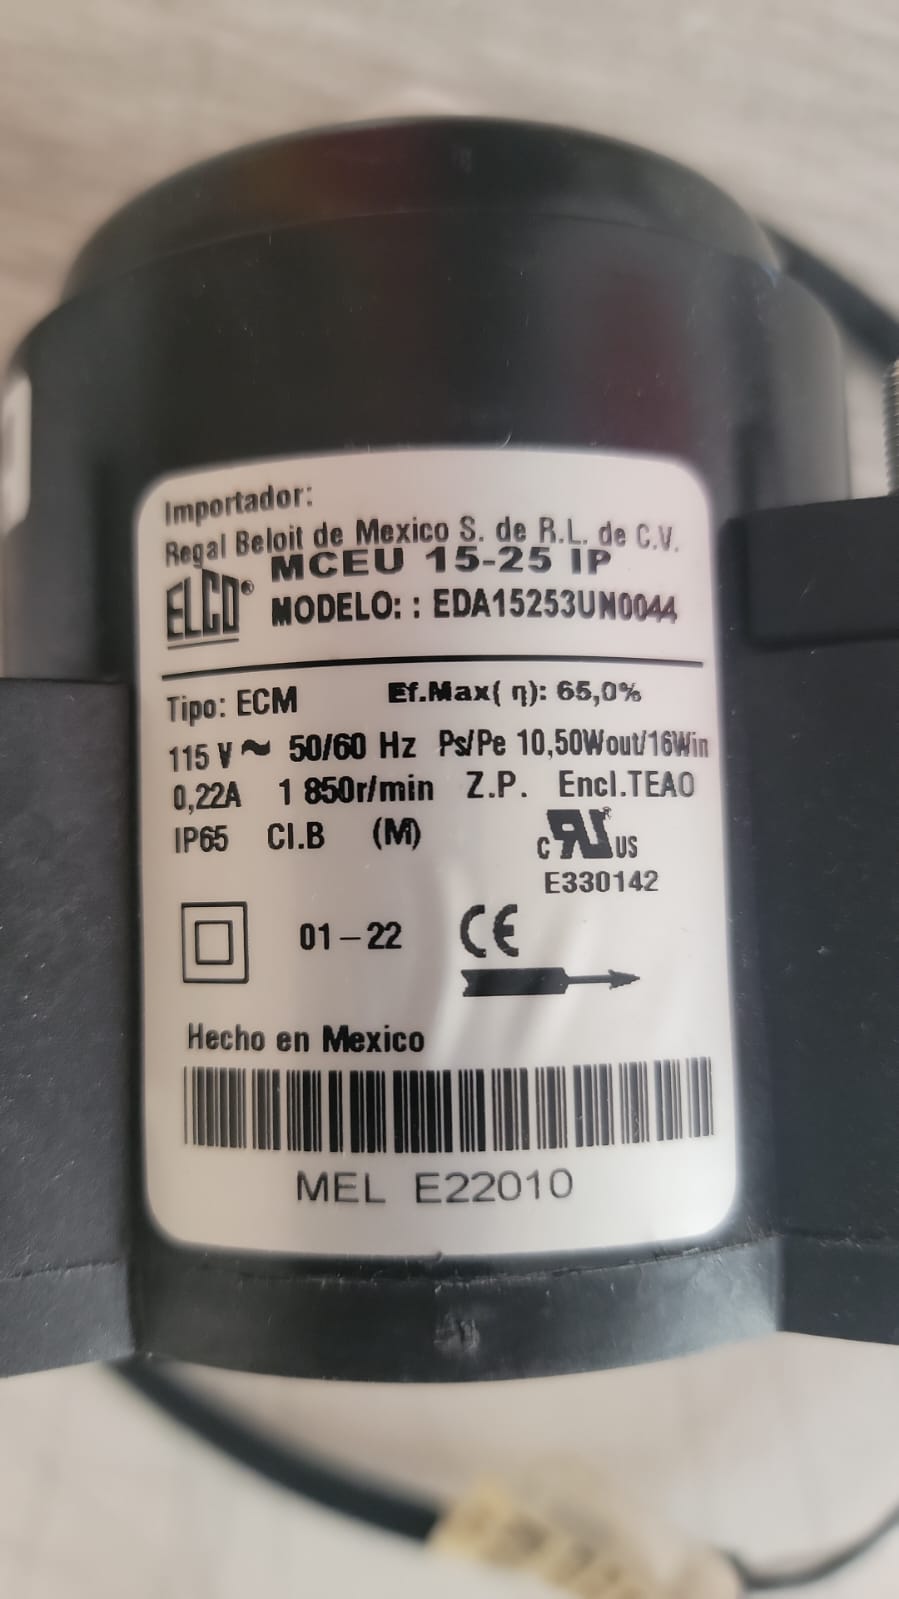 Importador:
Regal Beloit de Mexico S. de R.L. de C.V.
MCEU 15-25 IP
ELCO®
MODELO: : EDA15253UN0044
Tipo: ECM Ef.Max( η): 65,0%
115 V ~ 50/60 Hz Ps/Pe 10,50Wout/16Win
0,22A 1 850r/min Z.P. Encl.TEAO
IP65 Cl.B (M)
c RU® US
E330142
01-22 CE
Hecho en Mexico
MEL E22010